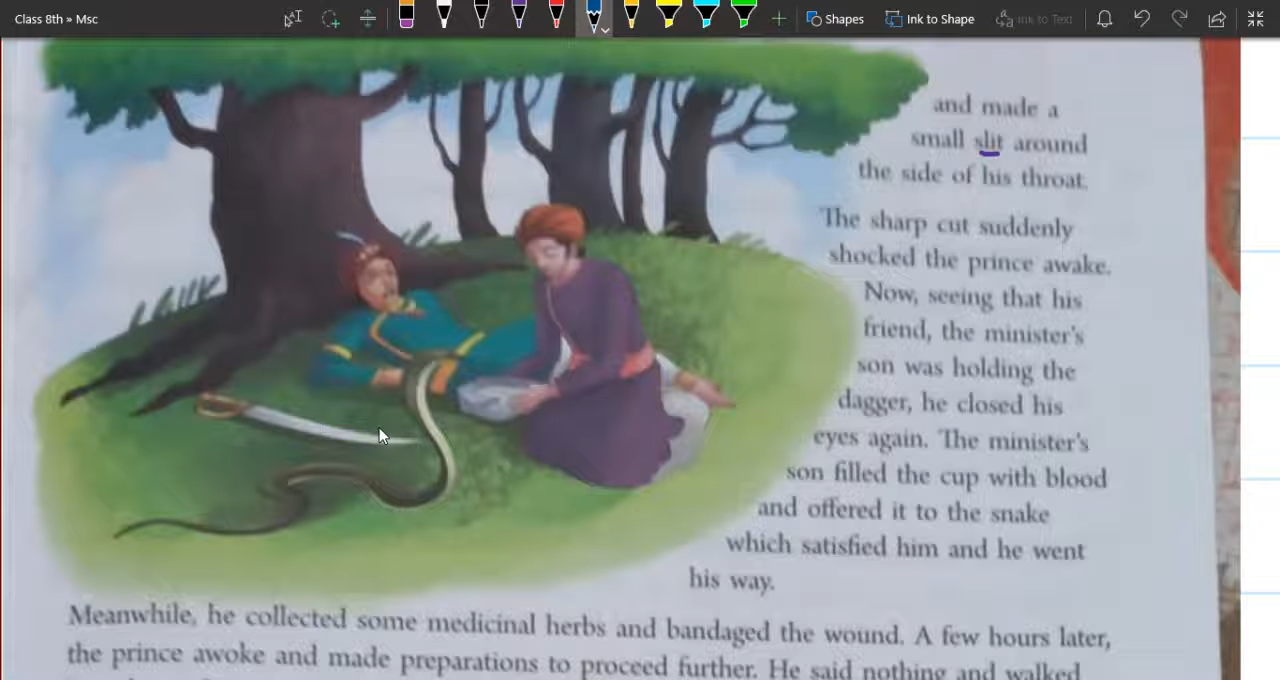 Class 8th » Msc
Shapes
Ink to Shape
Ink to Text
and made a
small slit around
the side of his throat.
The sharp cut suddenly
shocked the prince awake.
Now, seeing that his
friend, the minister's
son was holding the
dagger, he closed his
eyes again. The minister's
son filled the cup with blood
and offered it to the snake
which satisfied him and he went
his way.
Meanwhile, he collected some medicinal herbs and bandaged the wound. A few hours later,
the prince awoke and made preparations to proceed further. He said nothing and walked